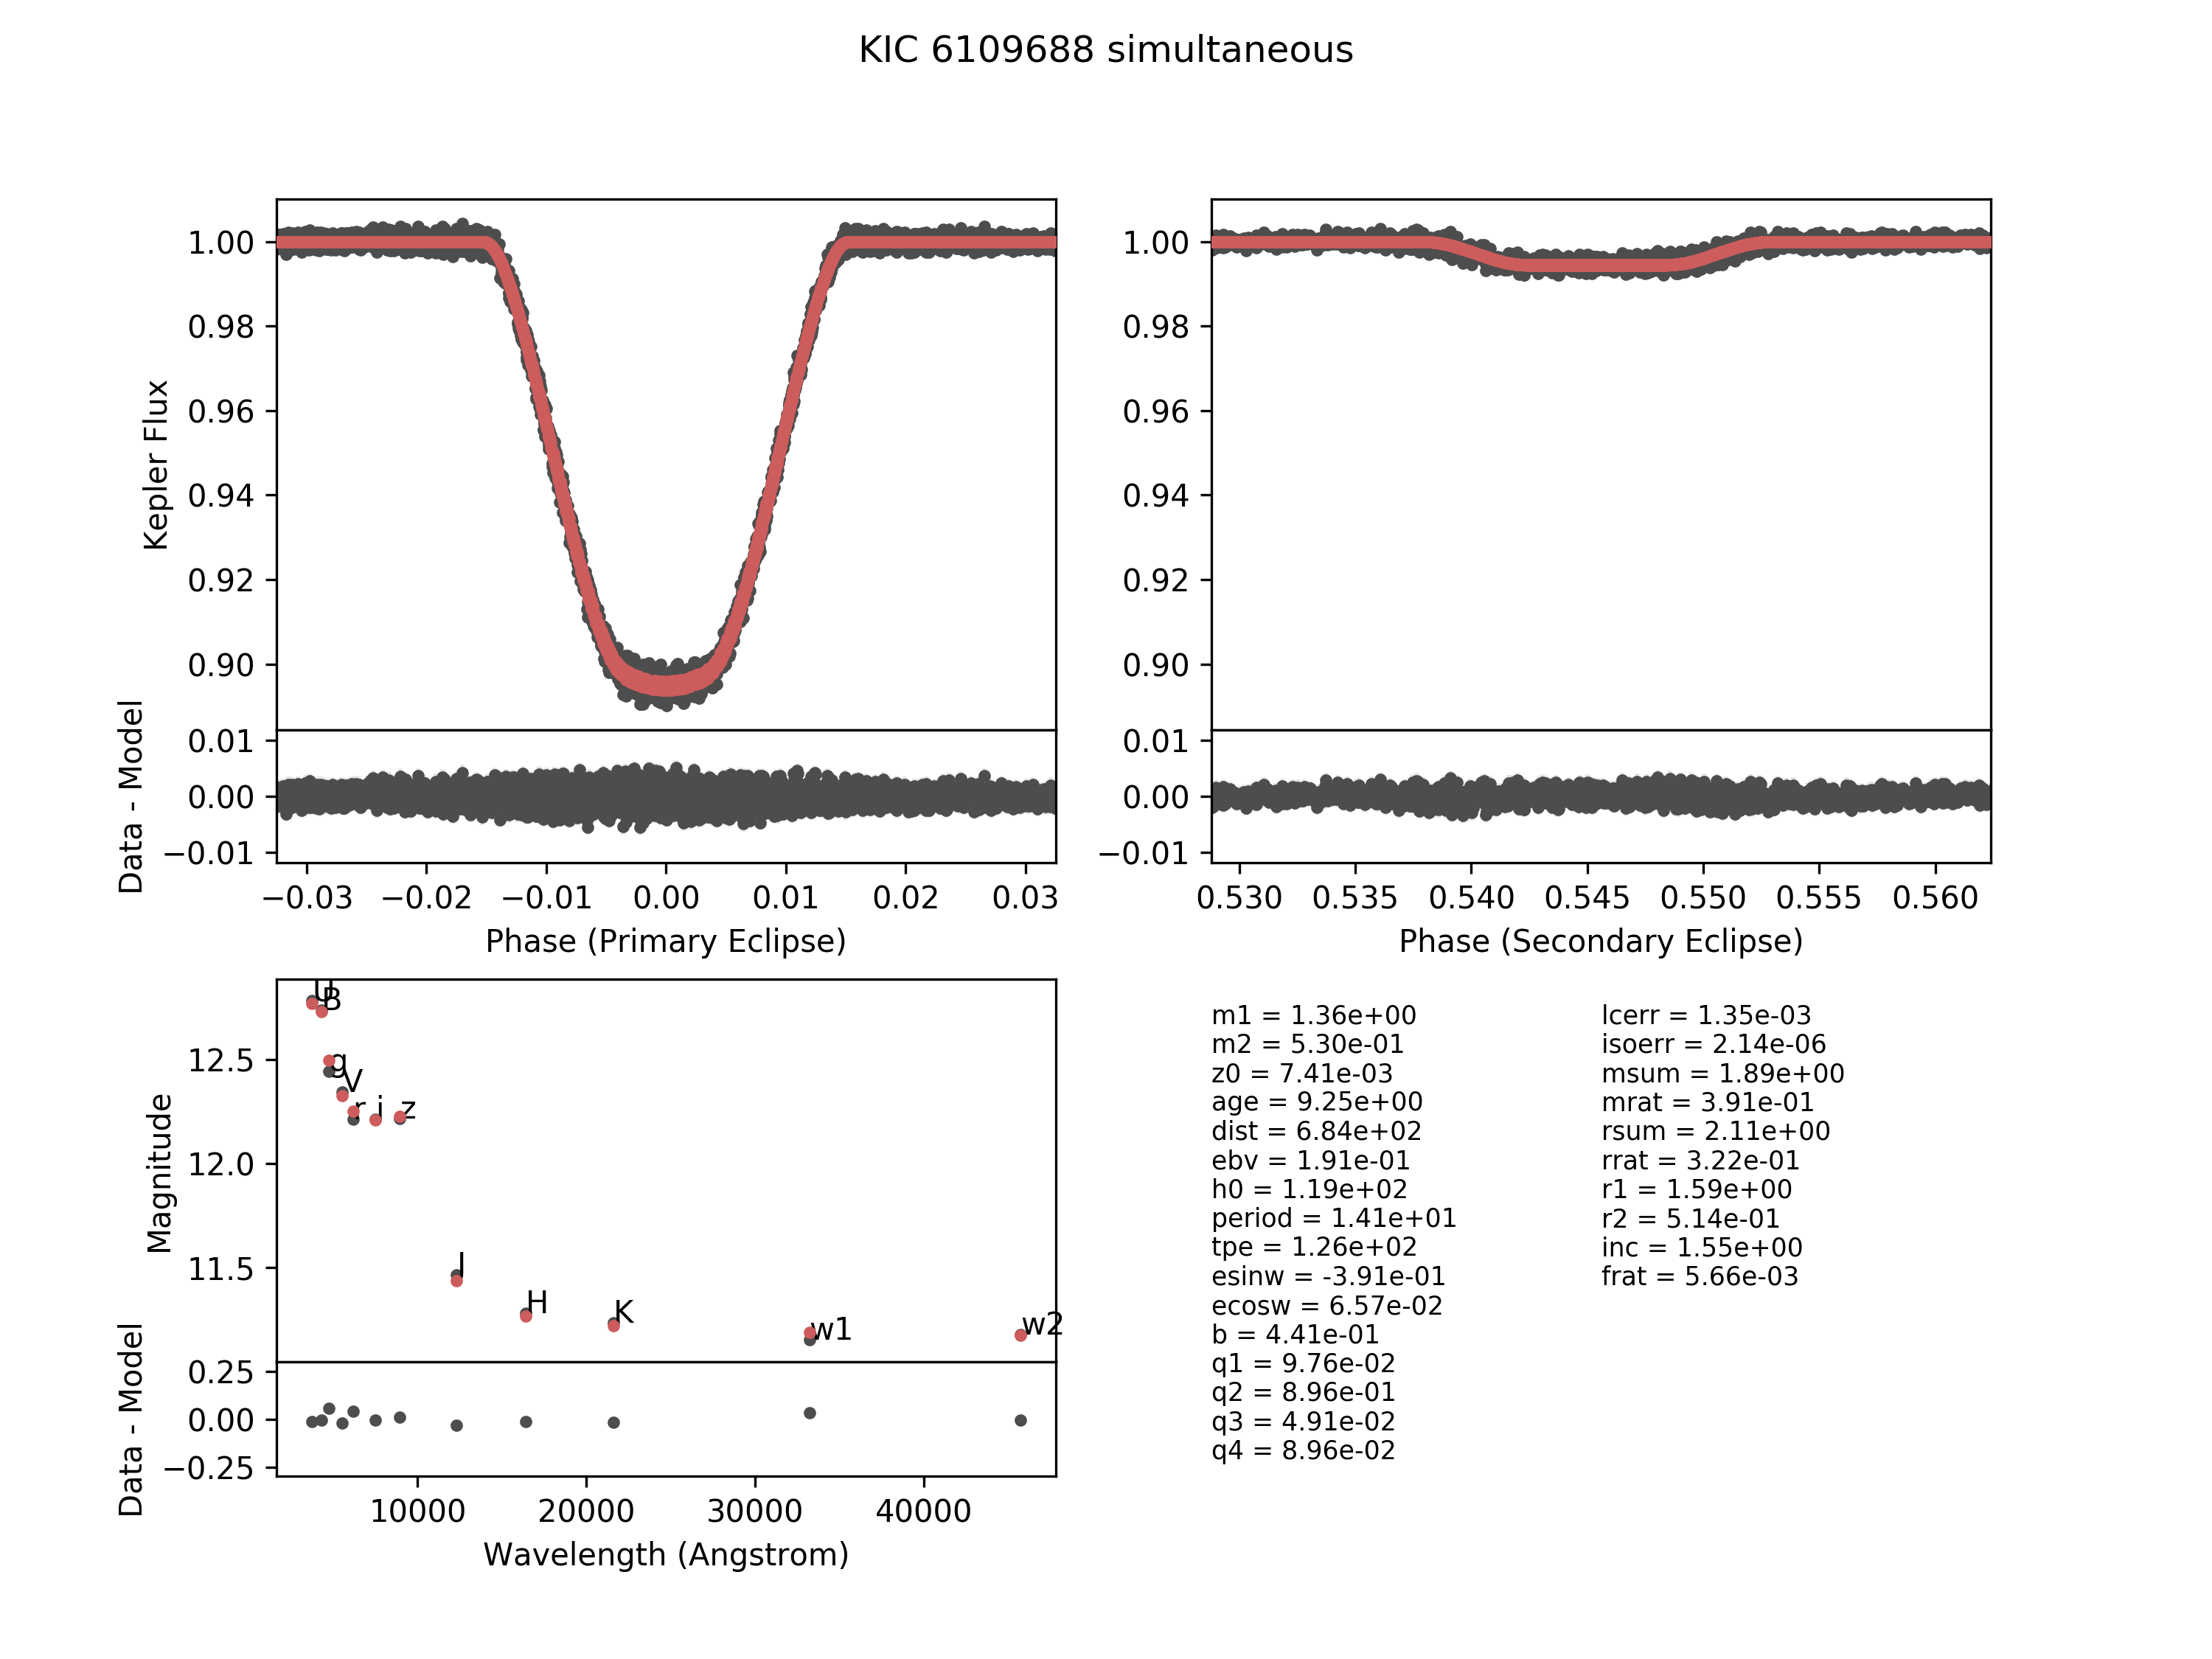 KIC 6109688 simultaneous
1.00
0.98
0.96
0.94
0.92
0.90
Kepler Flux
0.01
0.00
−0.01
Data - Model
−0.03 −0.02 −0.01 0.00 0.01 0.02 0.03
Phase (Primary Eclipse)
1.00
0.98
0.96
0.94
0.92
0.90
0.01
0.00
−0.01
0.530 0.535 0.540 0.545 0.550 0.555 0.560
Phase (Secondary Eclipse)
U
B
g
V
r i z
J
H
K
w1
w2
12.5
12.0
11.5
Magnitude
0.25
0.00
−0.25
Data - Model
10000 20000 30000 40000
Wavelength (Angstrom)
m1 = 1.36e+00
m2 = 5.30e-01
z0 = 7.41e-03
age = 9.25e+00
dist = 6.84e+02
ebv = 1.91e-01
h0 = 1.19e+02
period = 1.41e+01
tpe = 1.26e+02
esinw = -3.91e-01
ecosw = 6.57e-02
b = 4.41e-01
q1 = 9.76e-02
q2 = 8.96e-01
q3 = 4.91e-02
q4 = 8.96e-02
lcerr = 1.35e-03
isoerr = 2.14e-06
msum = 1.89e+00
mrat = 3.91e-01
rsum = 2.11e+00
rrat = 3.22e-01
r1 = 1.59e+00
r2 = 5.14e-01
inc = 1.55e+00
frat = 5.66e-03